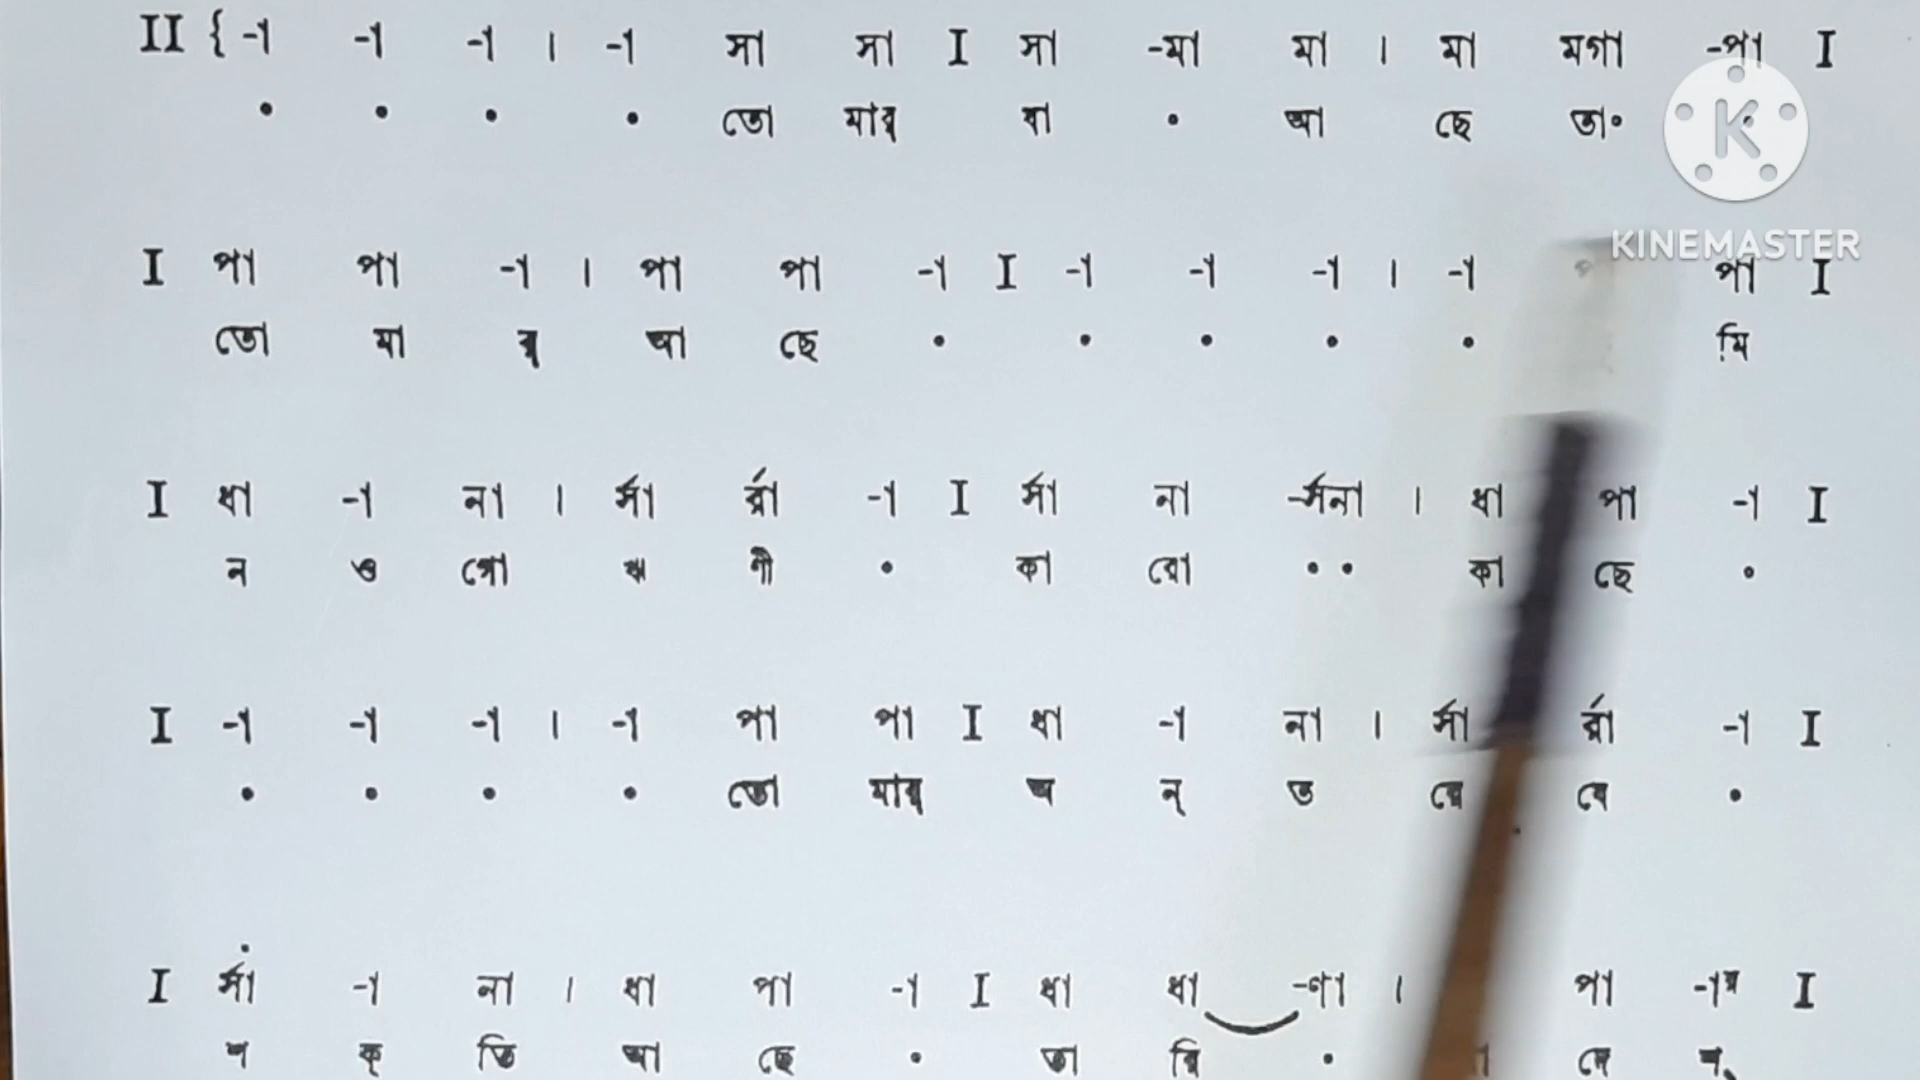 II { -া -া -া । -া সা সা I সা -মা মা । মা মগা -পা I
• • • • তো মার্ যা • আ ছে তা•
KINEMASTER
I পা পা -া । পা পা -া I -া -া -া । -া পা I
তো মা র্ আ ছে • • • • • মি
I ধা -া না । র্সা র্রা -া I র্সা না -র্সনা । ধা পা -া I
ন ও গো ঋ ণী • কা রো • • কা ছে •
I -া -া -া । -া পা পা I ধা -া না । র্সা র্রা -া I
• • • • তো মার্ অ ন্ ত রে রে •
I র্সা -া না । ধা পা -া I ধা ধা -ণা । পা -া I
শ ক্ তি আ ছে • তা রি • দে শ্